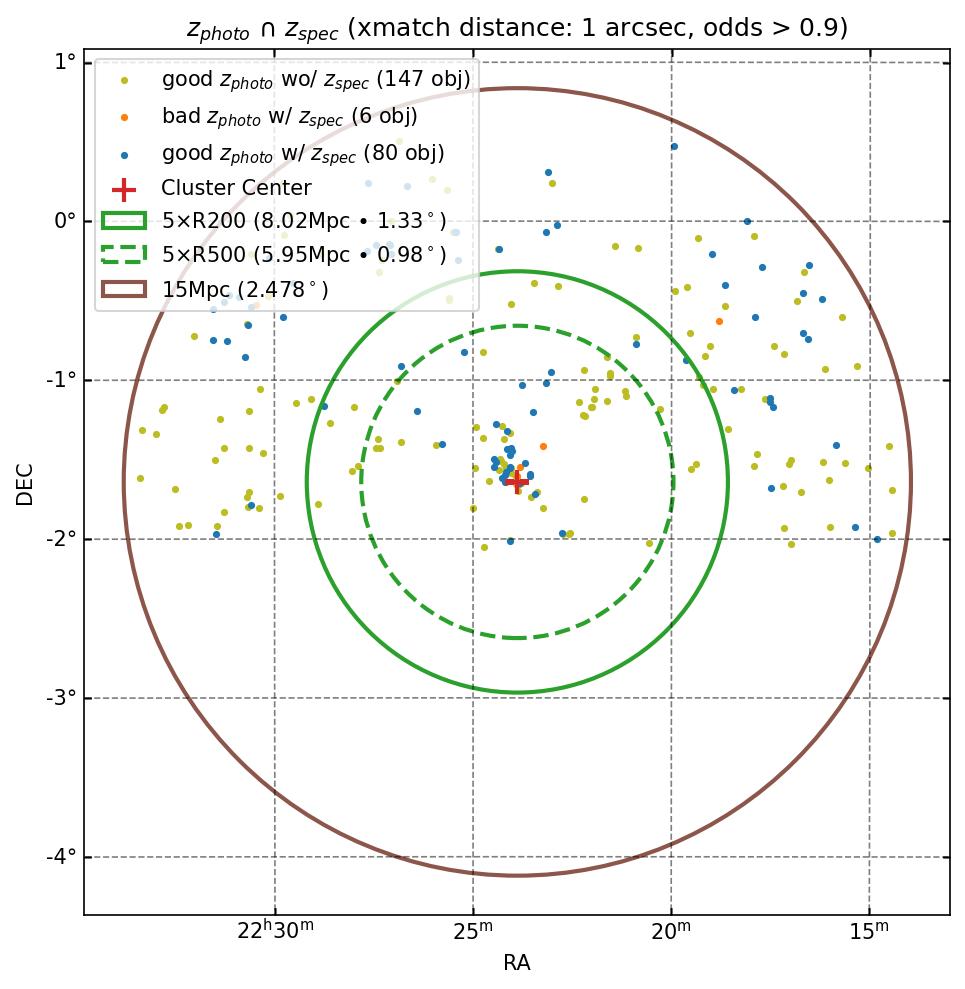 z_photo ∩ z_spec (xmatch distance: 1 arcsec, odds > 0.9)
good z_photo wo/ z_spec (147 obj)
bad z_photo w/ z_spec (6 obj)
good z_photo w/ z_spec (80 obj)
Cluster Center
5×R200 (8.02Mpc • 1.33°)
5×R500 (5.95Mpc • 0.98°)
15Mpc (2.478°)
1°
0°
-1°
-2°
-3°
-4°
DEC
22ʰ30ᵐ 25ᵐ 20ᵐ 15ᵐ
RA